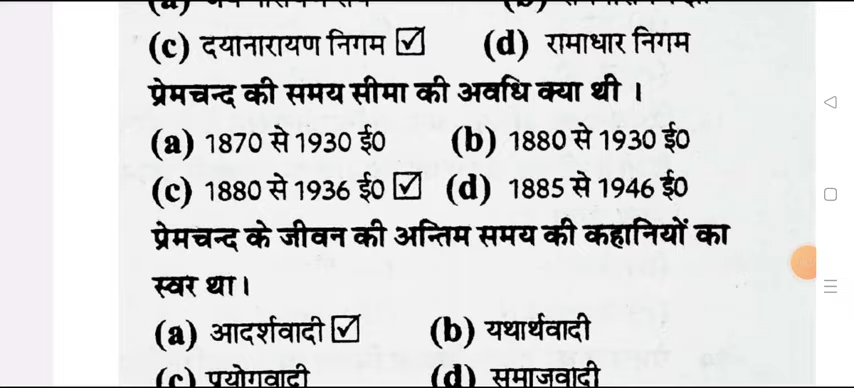 (c) दयानारायण निगम ☑ (d) रामाधार निगम
प्रेमचन्द की समय सीमा की अवधि क्या थी ।
(a) 1870 से 1930 ई0 (b) 1880 से 1930 ई0
(c) 1880 से 1936 ई0 ☑ (d) 1885 से 1946 ई0
प्रेमचन्द के जीवन की अन्तिम समय की कहानियों का
स्वर था।
(a) आदर्शवादी ☑ (b) यथार्थवादी
(c) प्रयोगवादी (d) समाजवादी